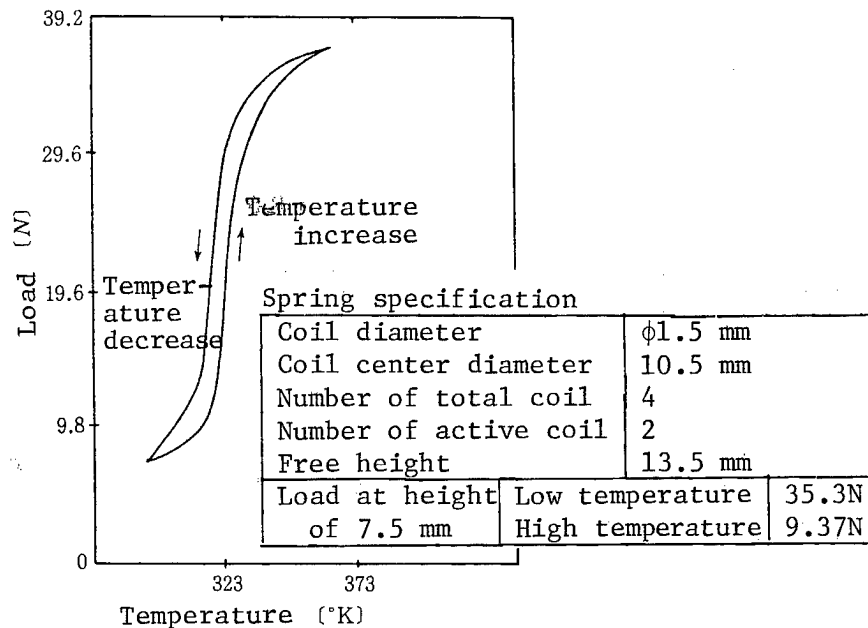 39.2
29.6
19.6
9.8
0
Load (N)
Temperature
increase
Temper-
ature
decrease
323
373
Temperature (°K)
Spring specification
Coil diameter φ1.5 mm
Coil center diameter 10.5 mm
Number of total coil 4
Number of active coil 2
Free height 13.5 mm
Load at height Low temperature 35.3N
of 7.5 mm High temperature 9.37N